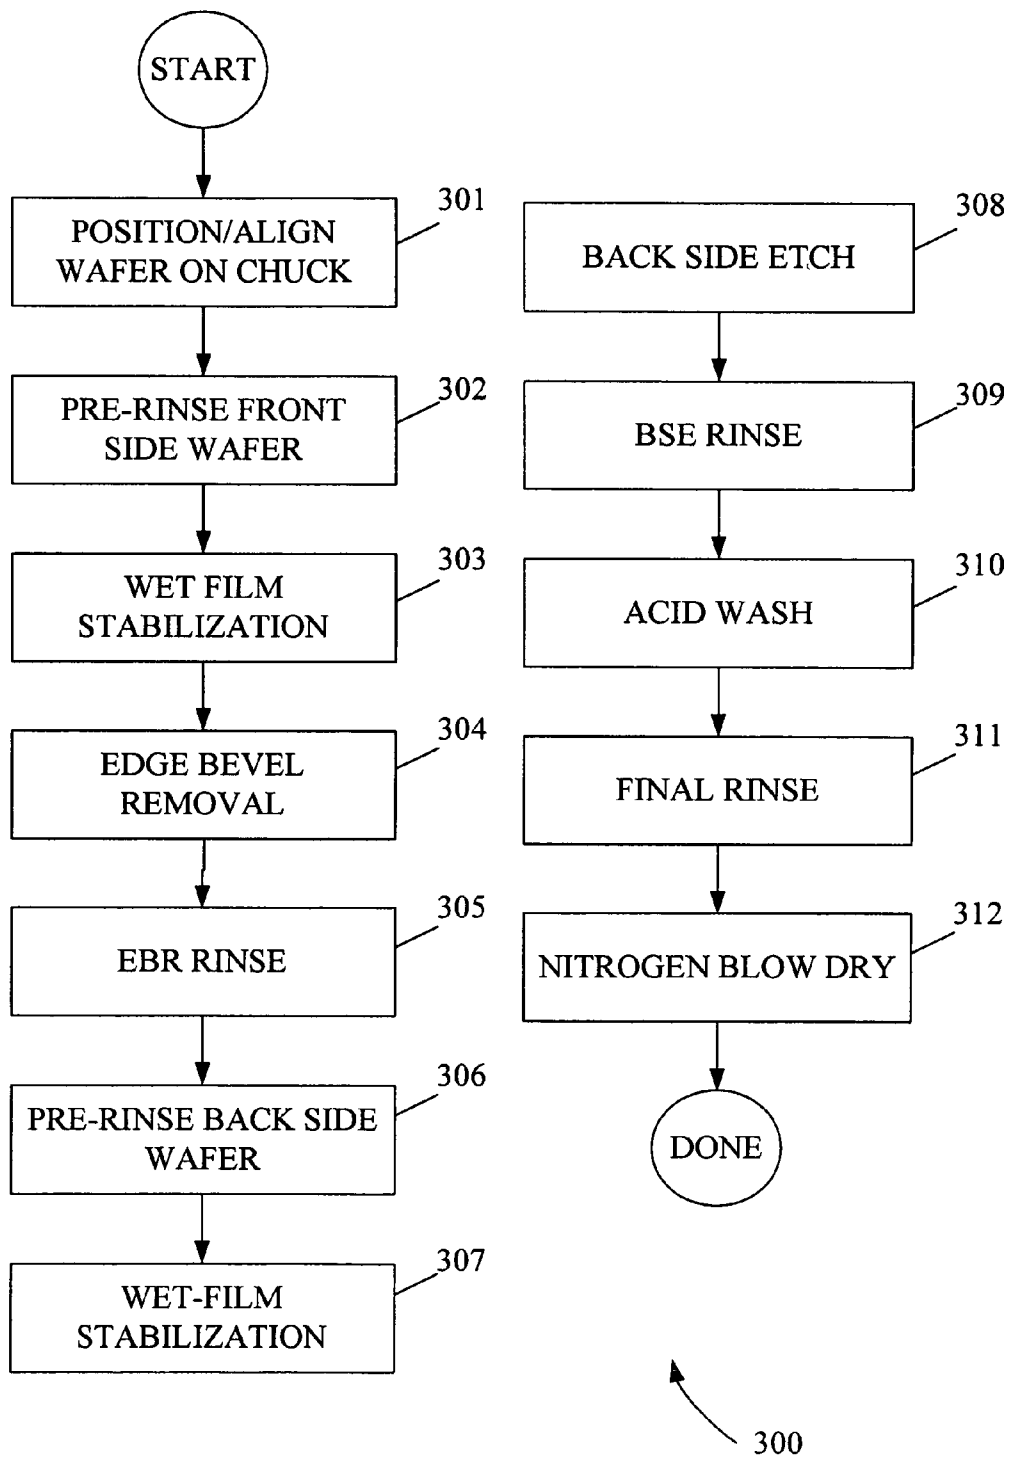 START
301
POSITION/ALIGN
WAFER ON CHUCK
302
PRE-RINSE FRONT
SIDE WAFER
303
WET FILM
STABILIZATION
304
EDGE BEVEL
REMOVAL
305
EBR RINSE
306
PRE-RINSE BACK SIDE
WAFER
307
WET-FILM
STABILIZATION
308
BACK SIDE ETCH
309
BSE RINSE
310
ACID WASH
311
FINAL RINSE
312
NITROGEN BLOW DRY
DONE
300